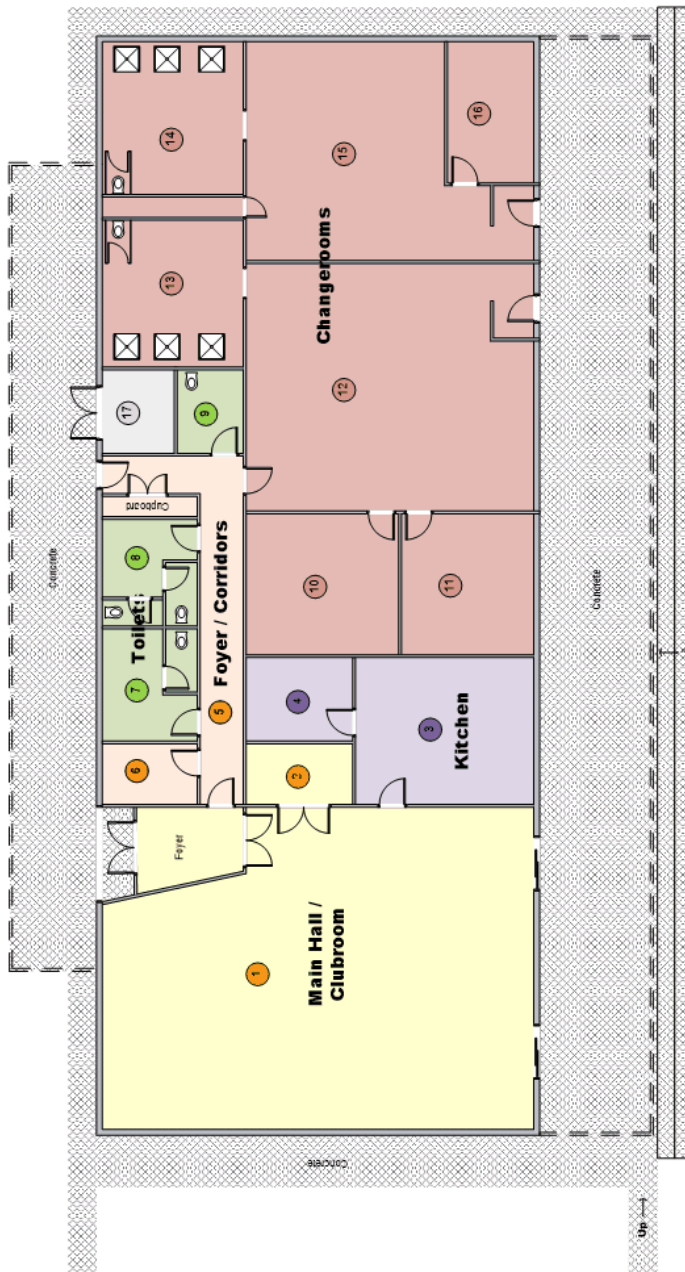 Concrete
14
13
17
9
Cupboard
8
7
Toilets
6
Foyer
Foyer / Corridors
5
15
16
Changerooms
12
10
11
4
2
3
Kitchen
1
Main Hall /
Clubroom
Concrete
Concrete
Up